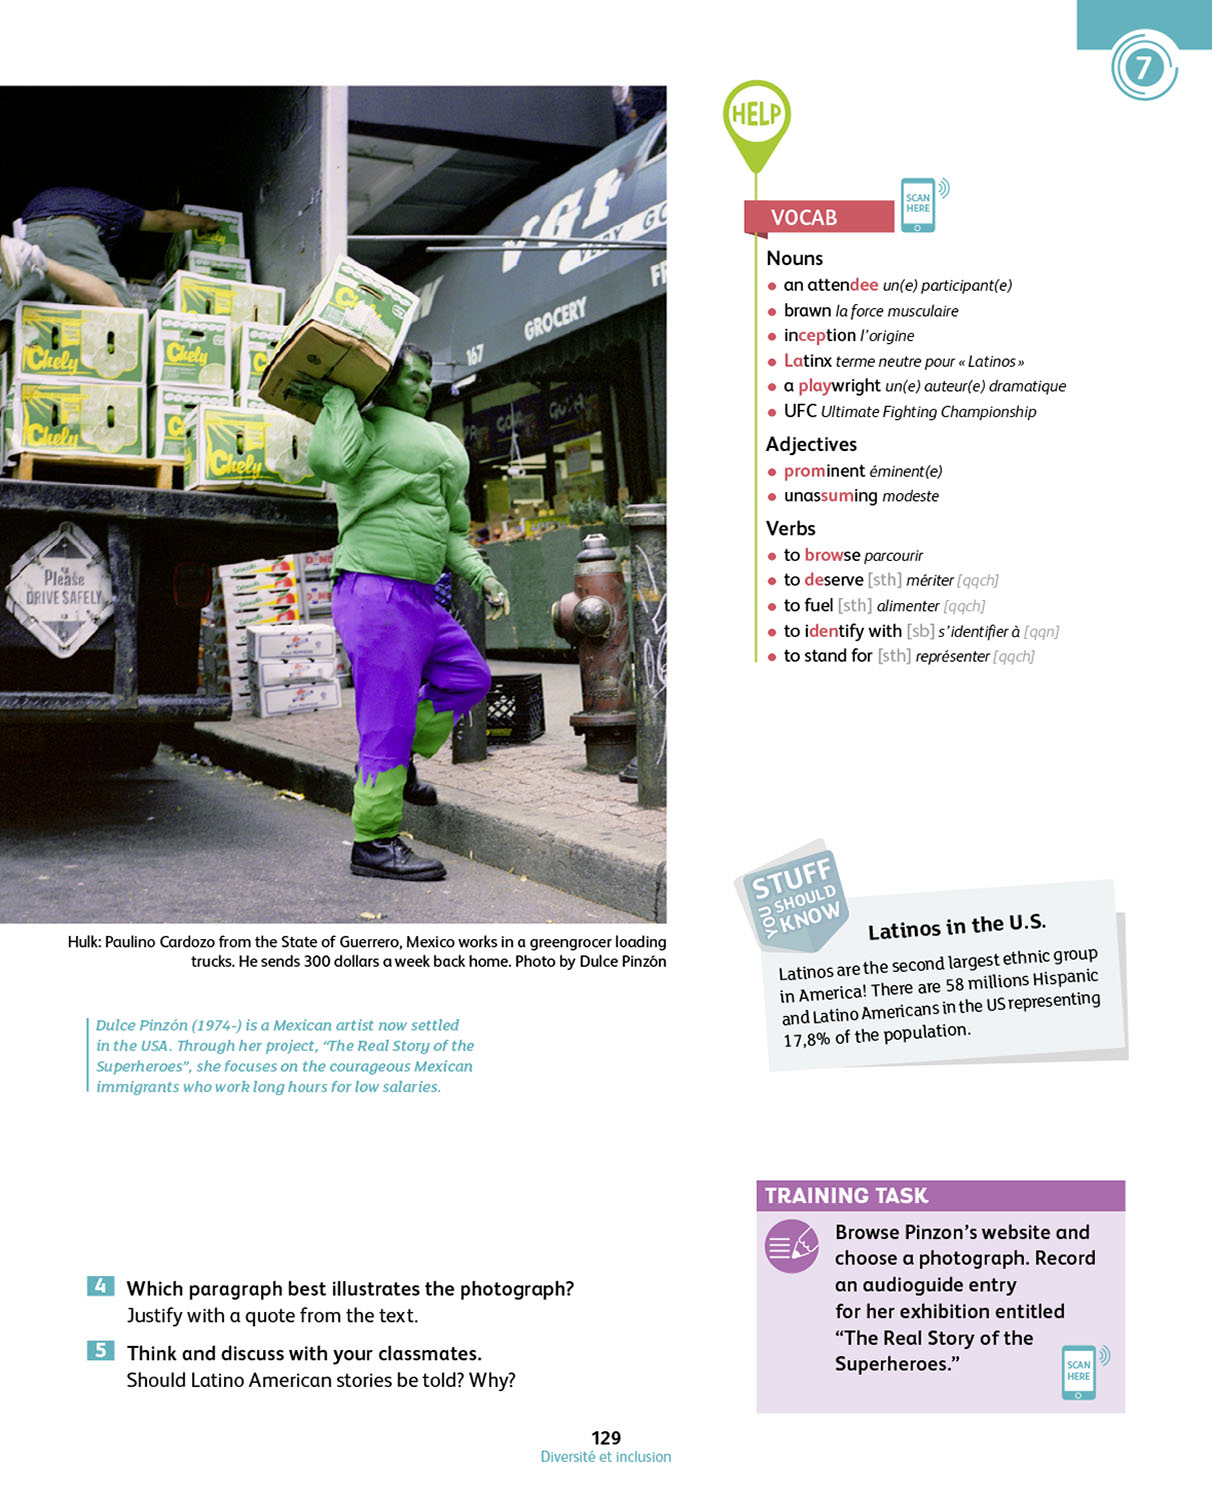 7
HELP
SCAN
HERE
VOCAB
Nouns
• an attendee un(e) participant(e)
• brawn la force musculaire
• inception l'origine
• Latinx terme neutre pour « Latinos »
• a playwright un(e) auteur(e) dramatique
• UFC Ultimate Fighting Championship
Adjectives
• prominent éminent(e)
• unassuming modeste
Verbs
• to browse parcourir
• to deserve [sth] mériter [qqch]
• to fuel [sth] alimenter [qqch]
• to identify with [sb] s'identifier à [qqn]
• to stand for [sth] représenter [qqch]
GROCERY
167
Chely
Chely
Chely
Chely
Chely
Please
DRIVE SAFELY
Hulk: Paulino Cardozo from the State of Guerrero, Mexico works in a greengrocer loading
trucks. He sends 300 dollars a week back home. Photo by Dulce Pinzón
Dulce Pinzón (1974-) is a Mexican artist now settled
in the USA. Through her project, “The Real Story of the
Superheroes”, she focuses on the courageous Mexican
immigrants who work long hours for low salaries.
STUFF
YOU SHOULD
KNOW
Latinos in the U.S.
Latinos are the second largest ethnic group
in America! There are 58 millions Hispanic
and Latino Americans in the US representing
17,8% of the population.
4 Which paragraph best illustrates the photograph?
Justify with a quote from the text.
5 Think and discuss with your classmates.
Should Latino American stories be told? Why?
TRAINING TASK
Browse Pinzon's website and
choose a photograph. Record
an audioguide entry
for her exhibition entitled
“The Real Story of the
Superheroes.”
SCAN
HERE
129
Diversité et inclusion